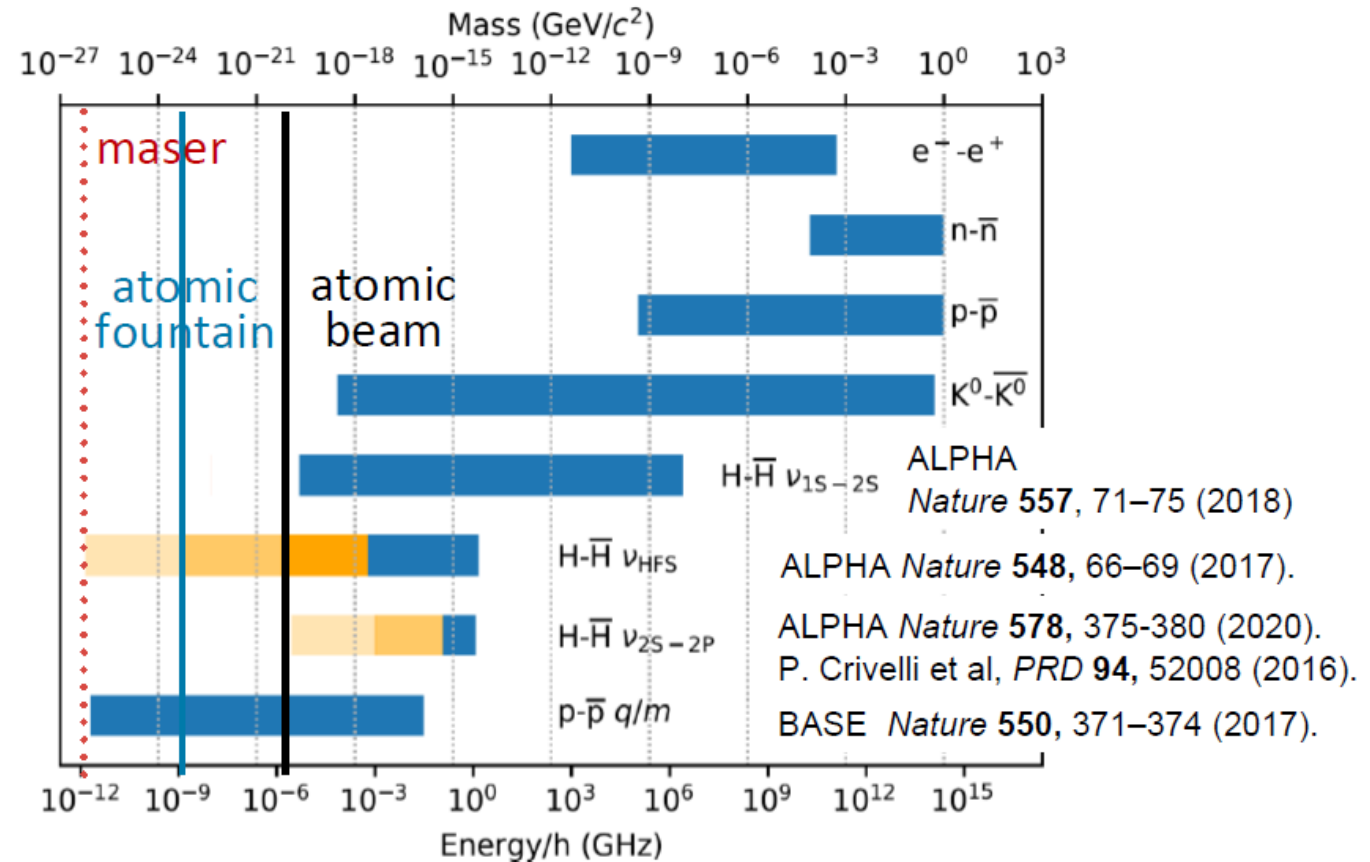 Mass (GeV/c²)
10⁻²⁷ 10⁻²⁴ 10⁻²¹ 10⁻¹⁸ 10⁻¹⁵ 10⁻¹² 10⁻⁹ 10⁻⁶ 10⁻³ 10⁰ 10³
maser
e⁻-e⁺
n-n̅
atomic
fountain
atomic
beam
p-p̅
K⁰-K̅⁰
H-H̅ ν₁S₋₂S
ALPHA
Nature 557, 71–75 (2018)
H-H̅ νHFS
ALPHA Nature 548, 66–69 (2017).
H-H̅ ν₂S₋₂P
ALPHA Nature 578, 375-380 (2020).
P. Crivelli et al, PRD 94, 52008 (2016).
p-p̅ q/m
BASE Nature 550, 371–374 (2017).
10⁻¹² 10⁻⁹ 10⁻⁶ 10⁻³ 10⁰ 10³ 10⁶ 10⁹ 10¹² 10¹⁵
Energy/h (GHz)